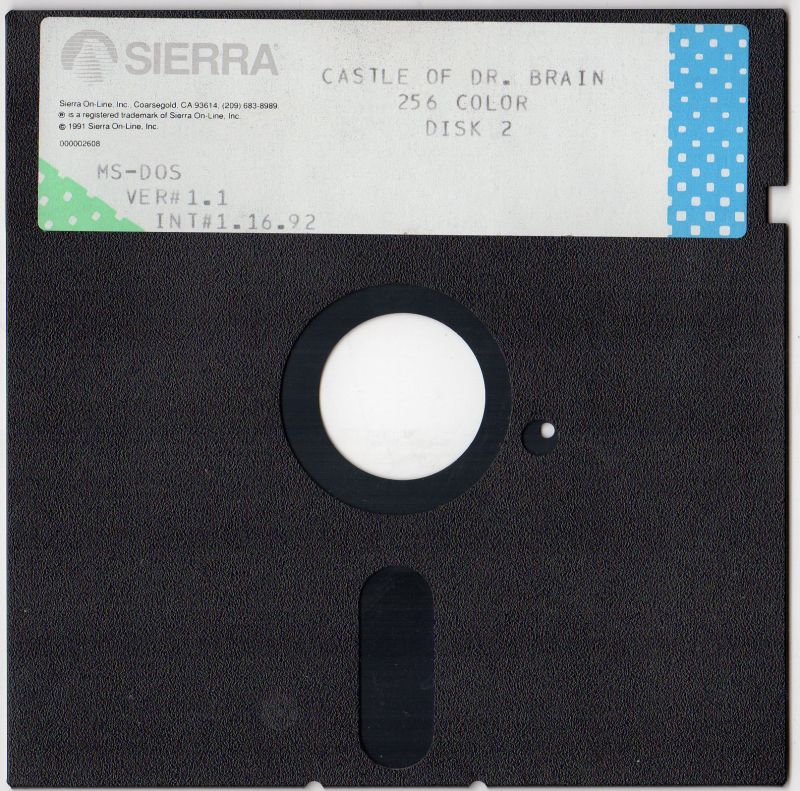 SIERRA®
Sierra On-Line, Inc. Coarsegold, CA 93614, (209) 683-8989
® is a registered trademark of Sierra On-Line, Inc.
© 1991 Sierra On-Line, Inc.
000002608
CASTLE OF DR. BRAIN
256 COLOR
DISK 2
MS-DOS
VER#1.1
INT#1.16.92